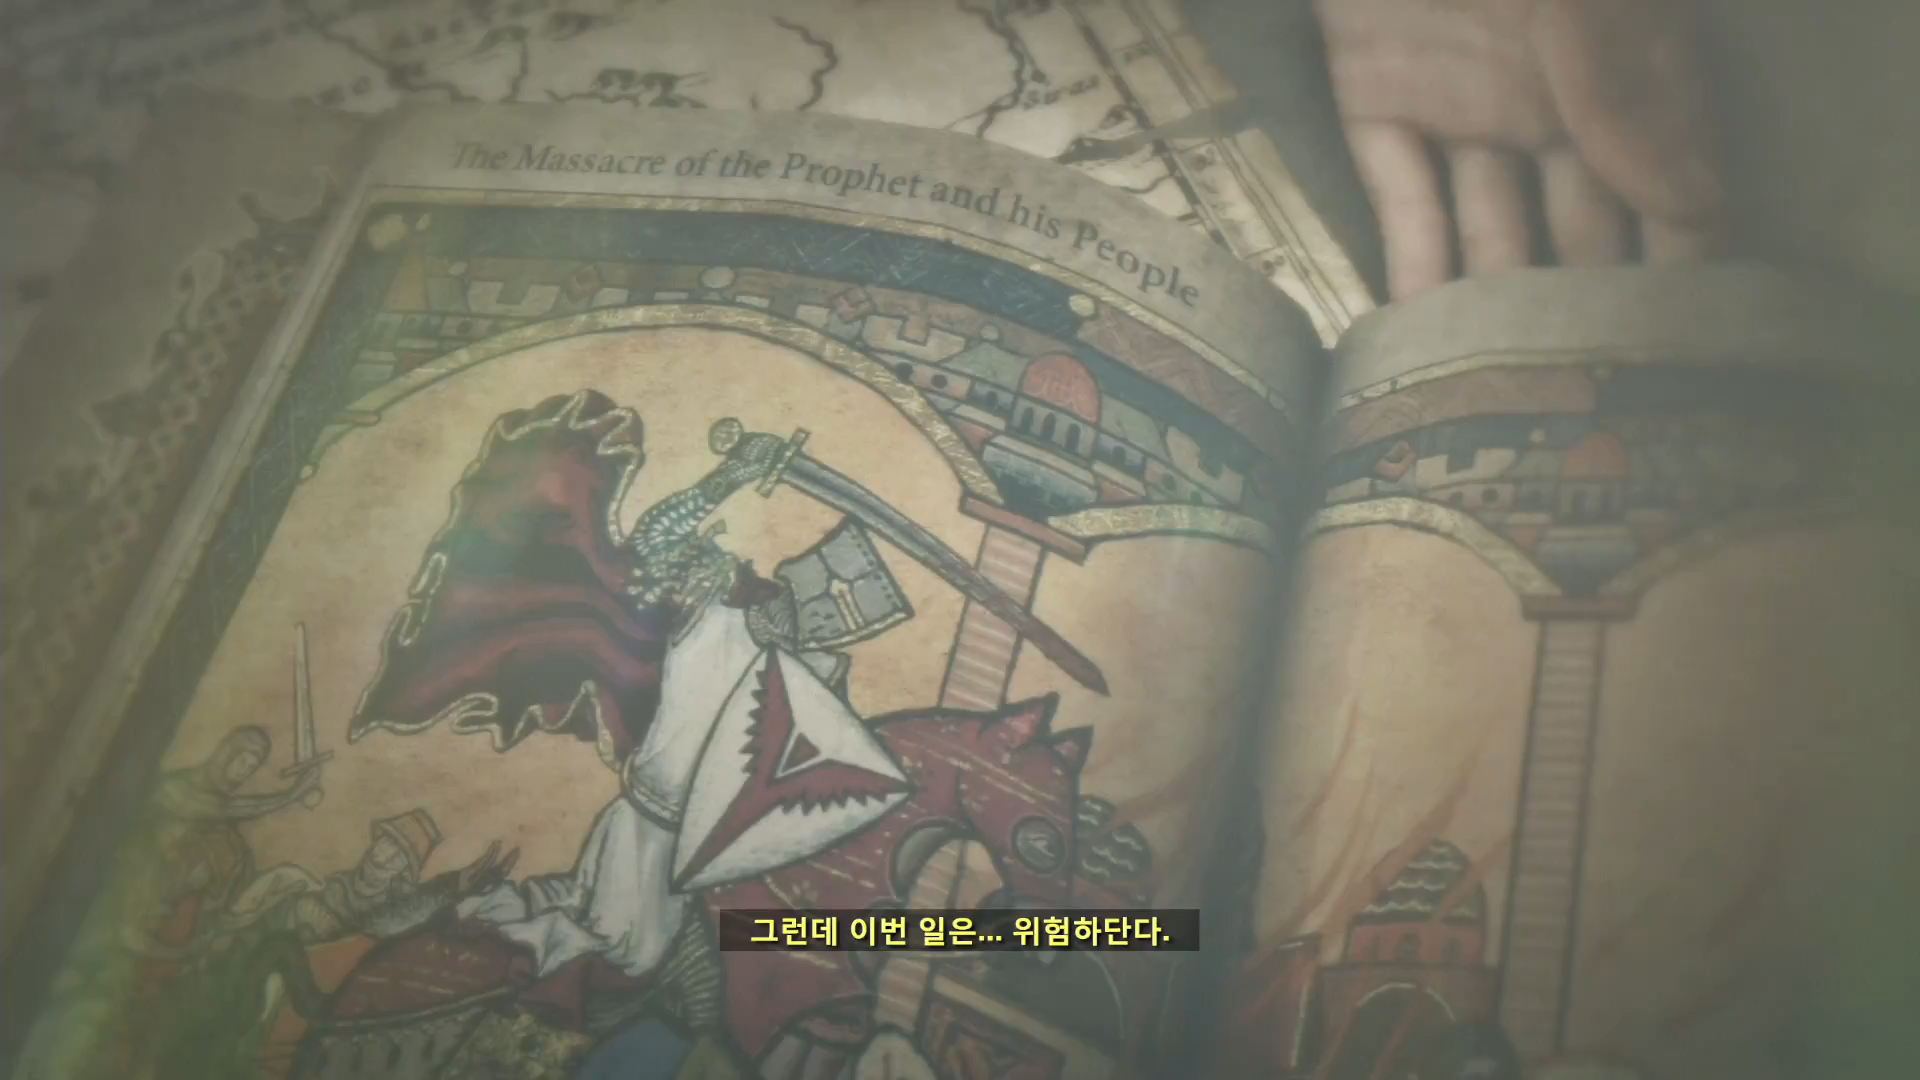 The Massacre of the Prophet and his People
그런데 이번 일은... 위험하단다.